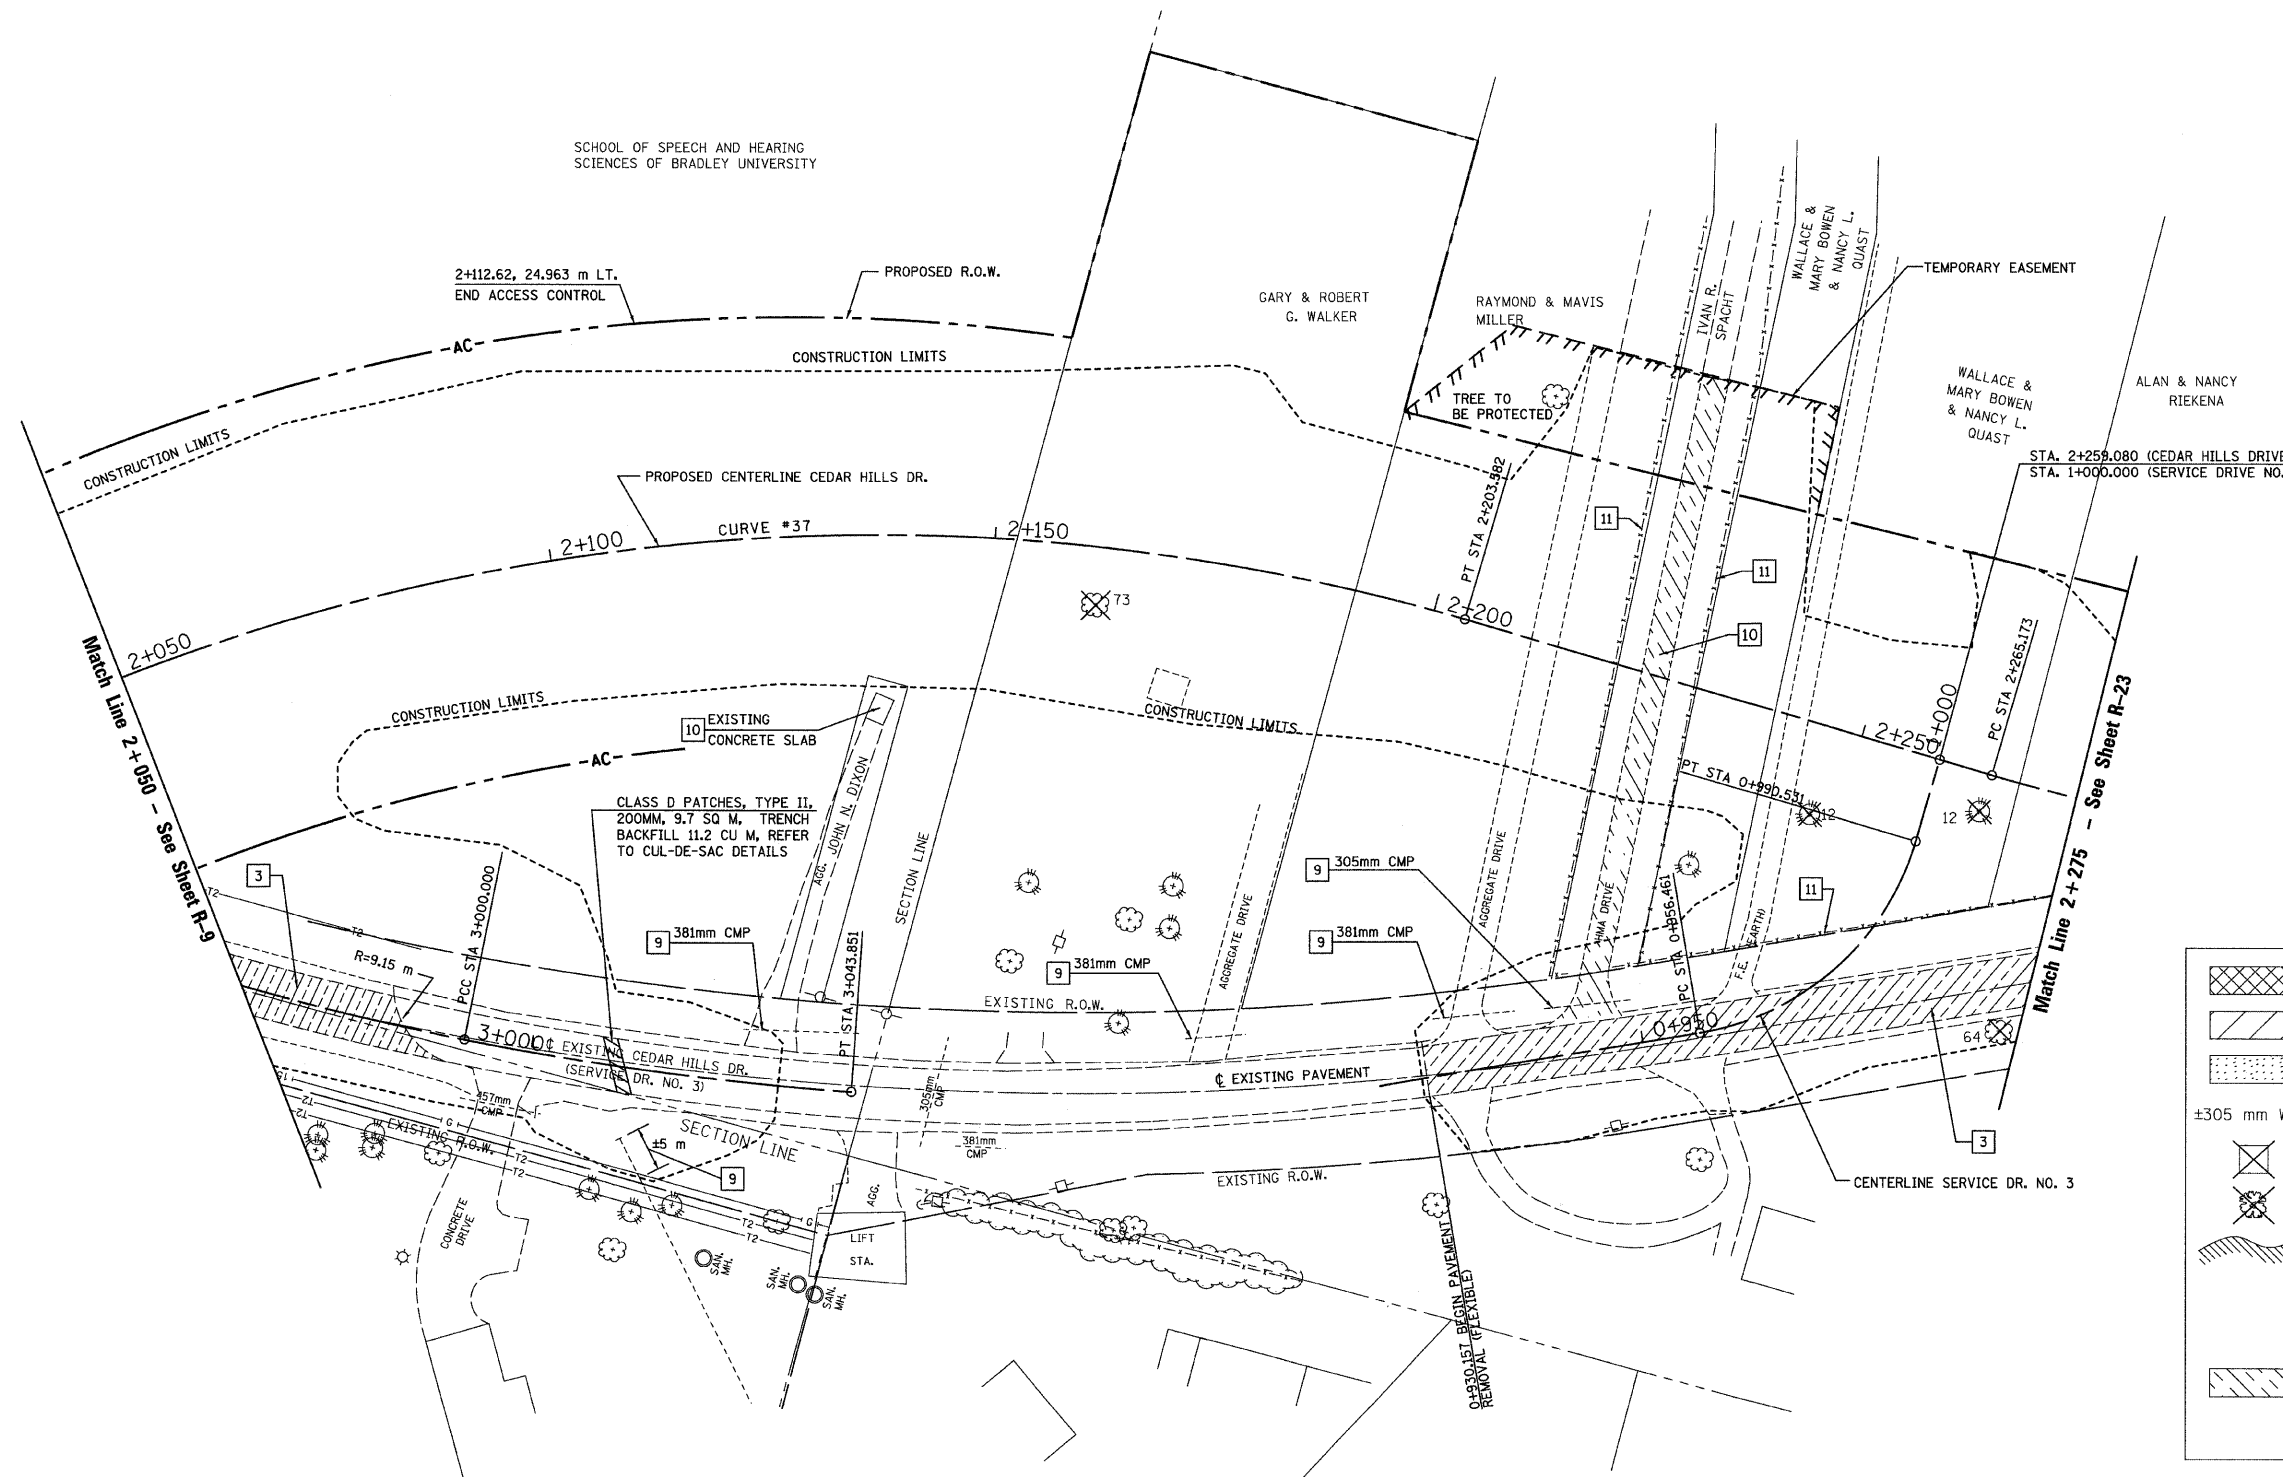 SCHOOL OF SPEECH AND HEARING
SCIENCES OF BRADLEY UNIVERSITY
2+112.62, 24.963 m LT.
END ACCESS CONTROL
PROPOSED R.O.W.
GARY & ROBERT
G. WALKER
RAYMOND & MAVIS
MILLER
IVAN R.
SPACHT
WALLACE &
MARY BOWEN
& NANCY L.
QUAST
TEMPORARY EASEMENT
-AC-
CONSTRUCTION LIMITS
CONSTRUCTION LIMITS
TREE TO
BE PROTECTED
WALLACE &
MARY BOWEN
& NANCY L.
QUAST
ALAN & NANCY
RIEKENA
STA. 2+259.080 (CEDAR HILLS DRIVE
STA. 1+000.000 (SERVICE DRIVE NO.
PROPOSED CENTERLINE CEDAR HILLS DR.
CURVE #37
2+050
2+100
2+150
2+200
2+250
1+000
PT STA 2+203.582
PC STA 2+265.173
11
11
10
73
Match Line 2+050 - See Sheet R-9
Match Line 2+275 - See Sheet R-23
CONSTRUCTION LIMITS
CONSTRUCTION LIMITS
10
EXISTING
CONCRETE SLAB
-AC-
CLASS D PATCHES, TYPE II,
200MM, 9.7 SQ M, TRENCH
BACKFILL 11.2 CU M, REFER
TO CUL-DE-SAC DETAILS
AGG. JOHN N. DIXON
SECTION LINE
PT STA 0+990.531
12
12
3
T2
T2
R=9.15 m
PCC STA 3+000.000
9
381mm CMP
PT STA. 3+043.851
9
381mm CMP
AGGREGATE DRIVE
9
305mm CMP
9
381mm CMP
AGGREGATE DRIVE
HMA DRIVE
PC STA 0+956.461
F.E. (EARTH)
11
EXISTING R.O.W.
3+000
℄ EXISTING CEDAR HILLS DR.
(SERVICE DR. NO. 3)
℄ EXISTING PAVEMENT
0+950
64
3
CENTERLINE SERVICE DR. NO. 3
457mm
CMP
305mm
CMP
381mm
CMP
15
T2
T2
G
EXISTING R.O.W.
T2
T2
±5 m
SECTION LINE
9
G
T2
AGG.
LIFT
STA.
EXISTING R.O.W.
CONCRETE
DRIVE
SAN.
MH.
SAN.
MH.
SAN.
MH.
0+930.157 BEGIN PAVEMENT
REMOVAL (FLEXIBLE)
±305 mm W